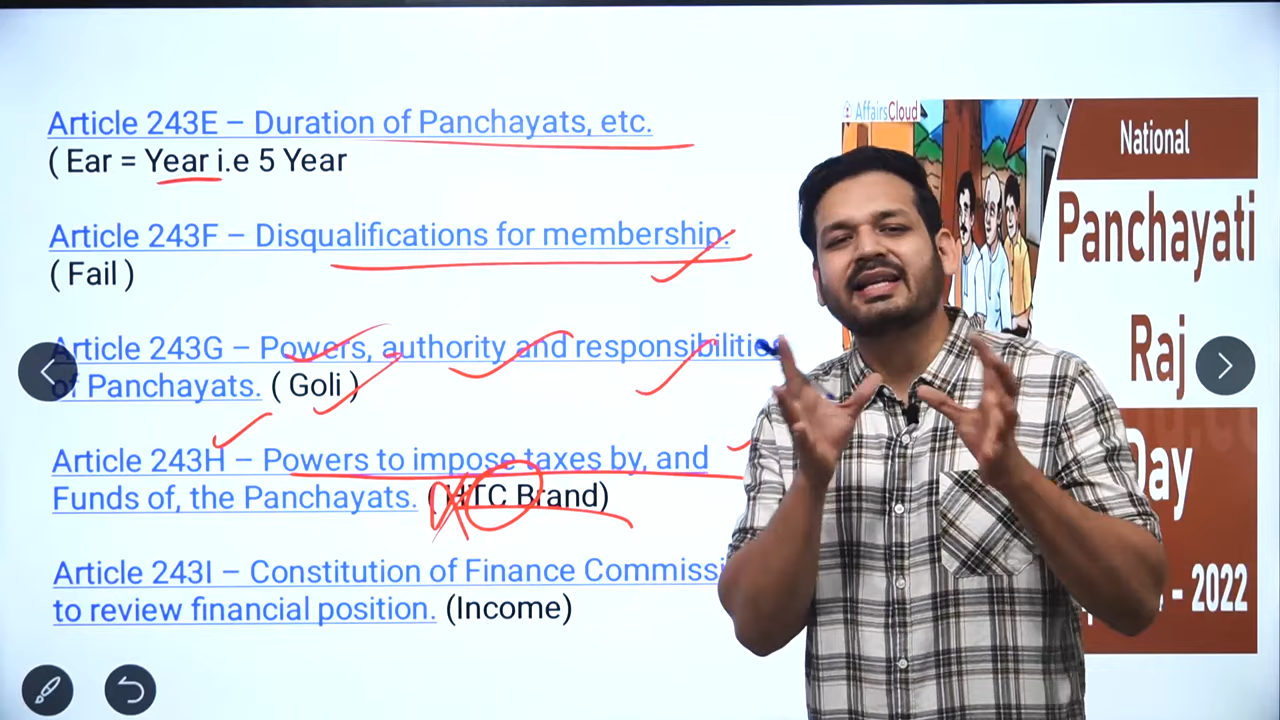 Article 243E – Duration of Panchayats, etc.
( Ear = Year i.e 5 Year
Article 243F – Disqualifications for membership.
( Fail )
Article 243G – Powers, authority and responsibilities
of Panchayats. ( Goli )
Article 243H – Powers to impose taxes by, and
Funds of, the Panchayats. ( HTC Brand)
Article 243I – Constitution of Finance Commissi
to review financial position. (Income)
AffairsCloud
National
Panchayati
Raj
Day
- 2022